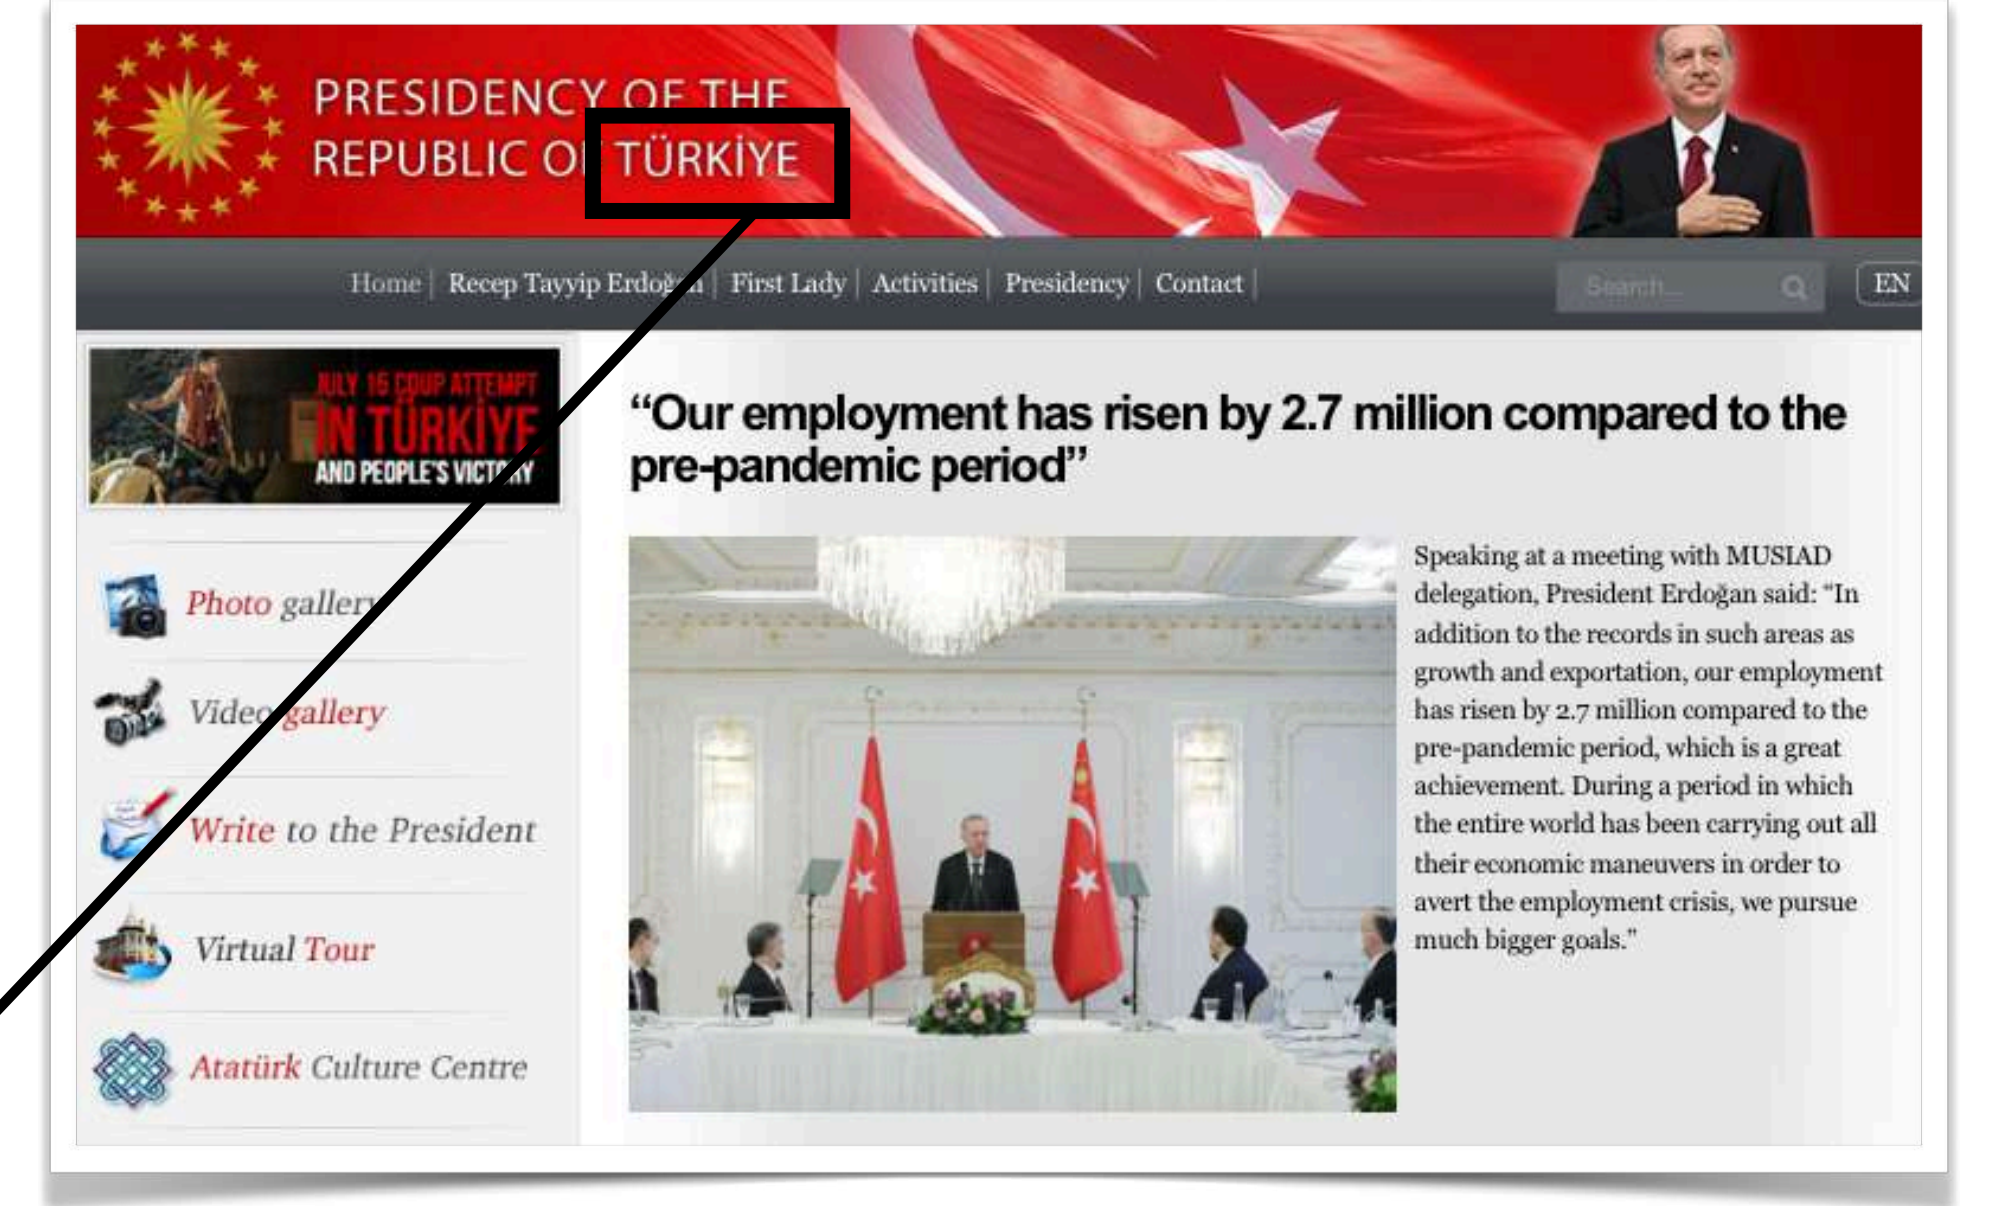 PRESIDENCY OF THE
REPUBLIC OF TÜRKİYE
Home | Recep Tayyip Erdoğan | First Lady | Activities | Presidency | Contact |
Search...
EN
JULY 15 COUP ATTEMPT
IN TÜRKİYE
AND PEOPLE'S VICTORY
Photo gallery
Video gallery
Write to the President
Virtual Tour
Atatürk Culture Centre
“Our employment has risen by 2.7 million compared to the
pre-pandemic period”
Speaking at a meeting with MUSIAD
delegation, President Erdoğan said: “In
addition to the records in such areas as
growth and exportation, our employment
has risen by 2.7 million compared to the
pre-pandemic period, which is a great
achievement. During a period in which
the entire world has been carrying out all
their economic maneuvers in order to
avert the employment crisis, we pursue
much bigger goals.”